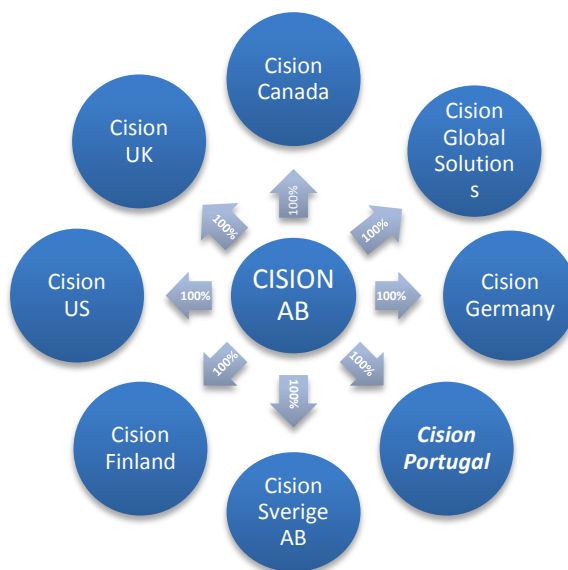 Cision
Canada
Cision
UK
Cision
Global
Solution
s
100%
100%
100%
Cision
US
100%
CISION
AB
100%
Cision
Germany
100%
100%
100%
Cision
Finland
Cision
Portugal
Cision
Sverige
AB